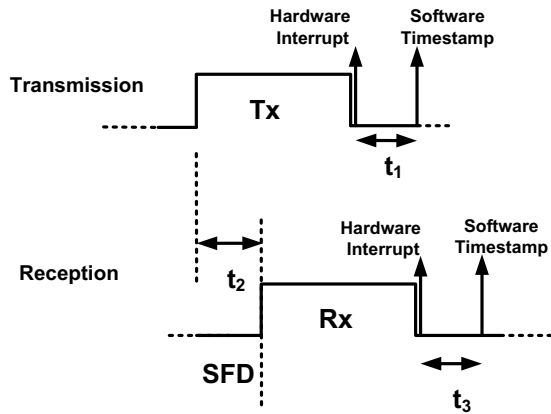 Hardware
Interrupt
Software
Timestamp
Transmission
Tx
t₁
Hardware
Interrupt
Software
Timestamp
Reception
t₂
Rx
SFD
t₃